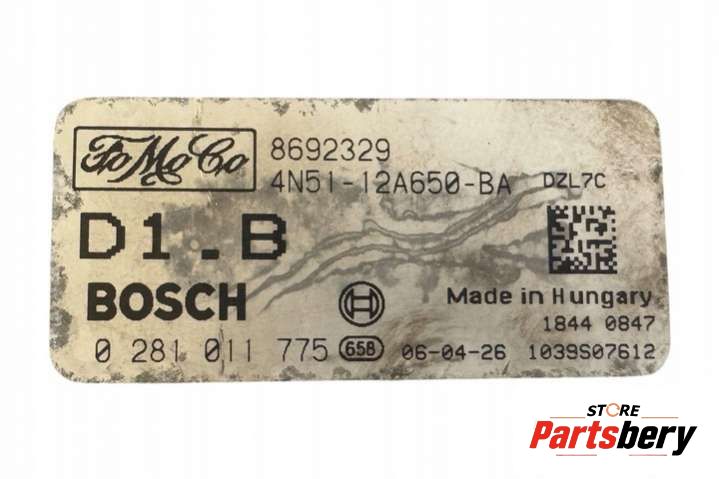 FoMoCo 8692329
4N51-12A650-BA DZL7C
D1.B
BOSCH
Made in Hungary
1844 0847
0 281 011 775 658 06-04-26 1039S07612
STORE
Partsbery